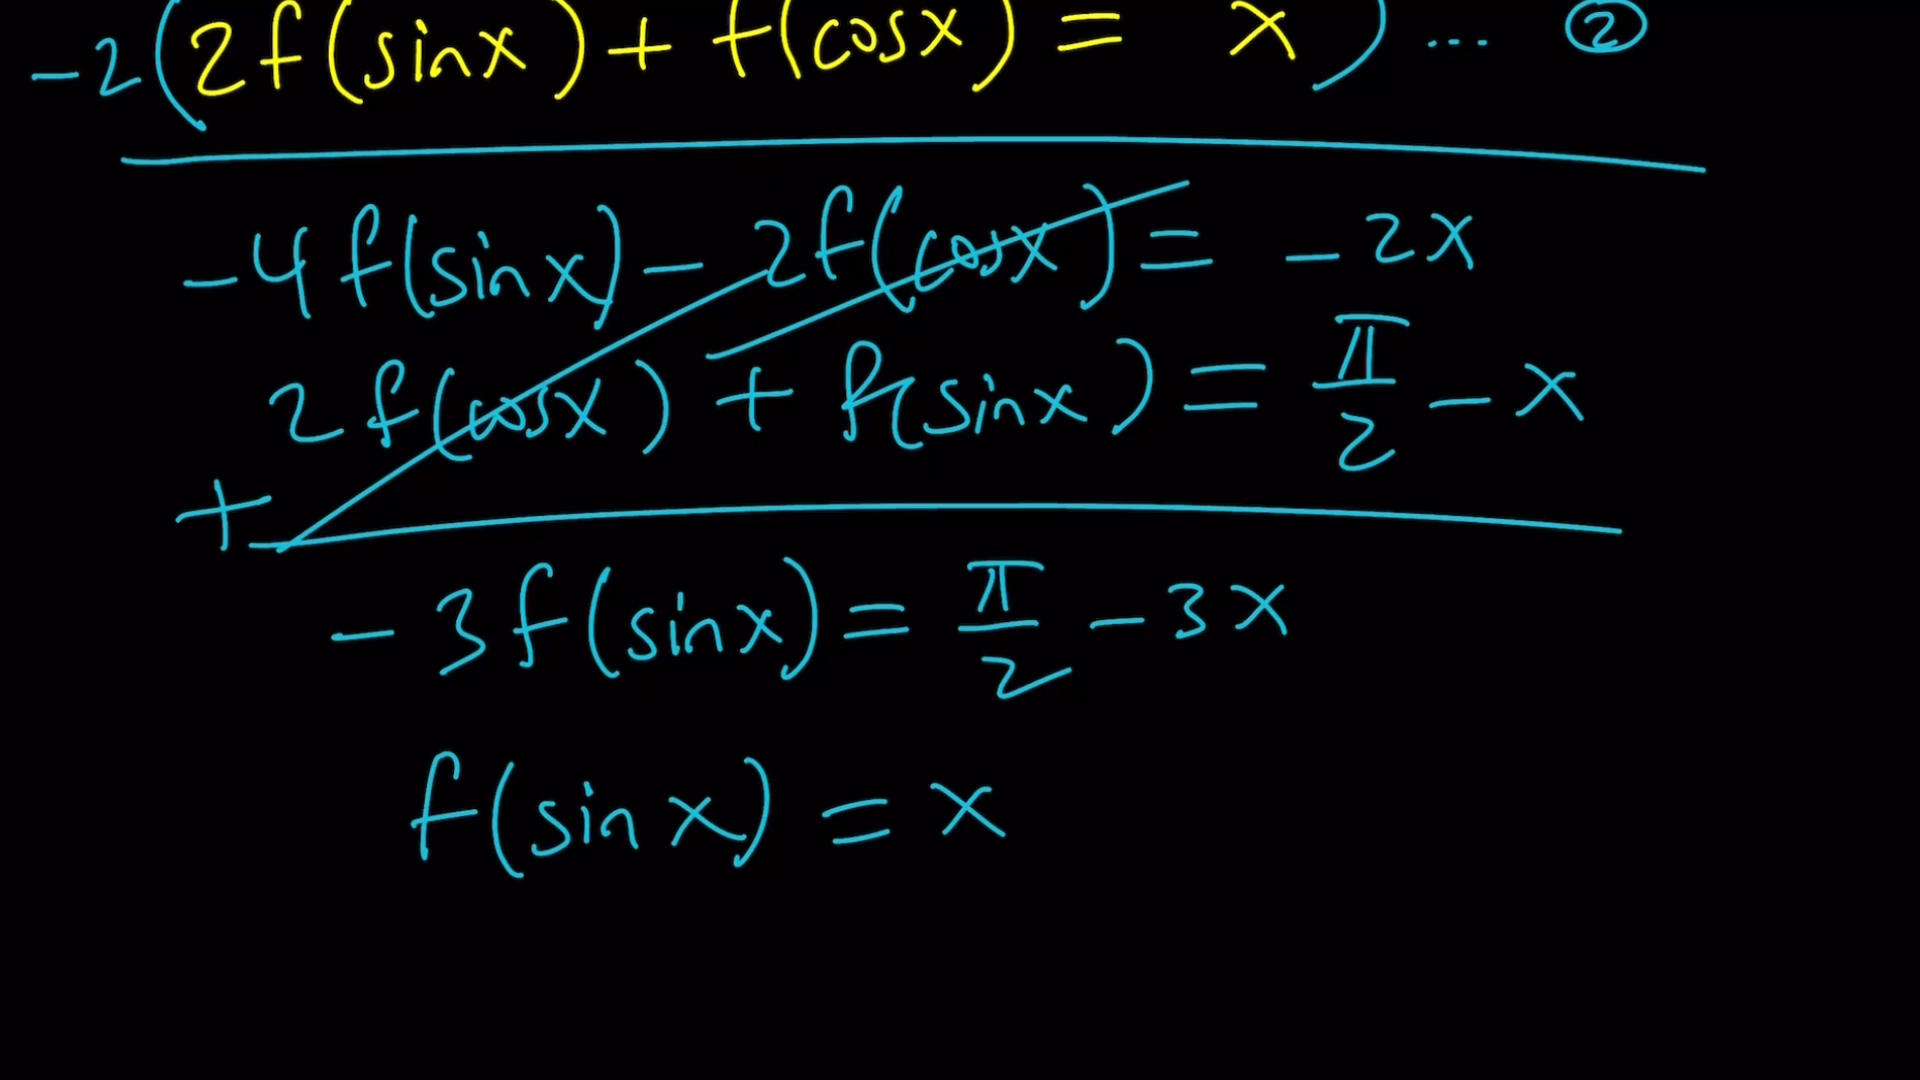 -2(2f(sinx) + f(cosx) = x) ... ②
-4f(sinx) - 2f(cosx) = -2x
2f(cosx) + f(sinx) = π/2 - x
+
-3f(sinx) = π/2 - 3x
f(sinx) = x